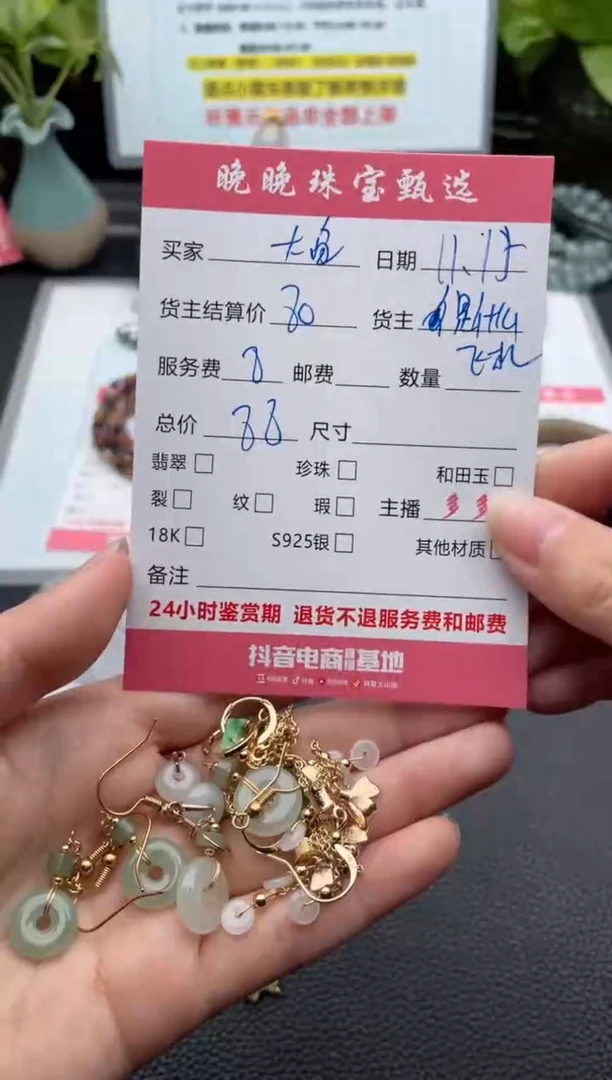 晚晚珠宝甄选
买家 大鱼 日期 11.15
货主结算价 80 货主
飞机
服务费 8 邮费 数量
总价 88 尺寸
翡翠 珍珠 和田玉
裂 纹 瑕 主播 多多
18K S925银 其他材质
备注
24小时鉴赏期 退货不退服务费和邮费
抖音电商直播基地